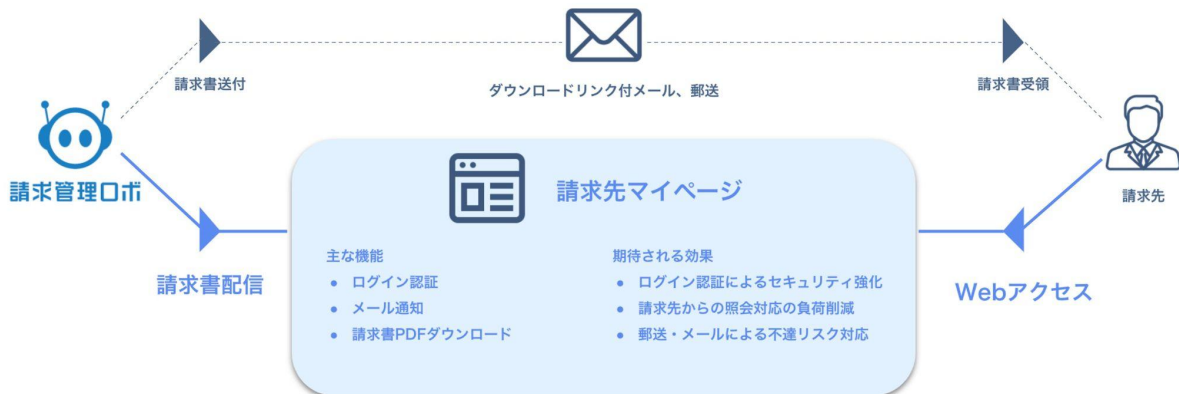 請求書送付
ダウンロードリンク付メール、郵送
請求書受領
請求管理ロボ
請求先マイページ
請求先
主な機能
● ログイン認証
● メール通知
● 請求書PDFダウンロード
期待される効果
● ログイン認証によるセキュリティ強化
● 請求先からの照会対応の負荷削減
● 郵送・メールによる不達リスク対応
請求書配信
Webアクセス